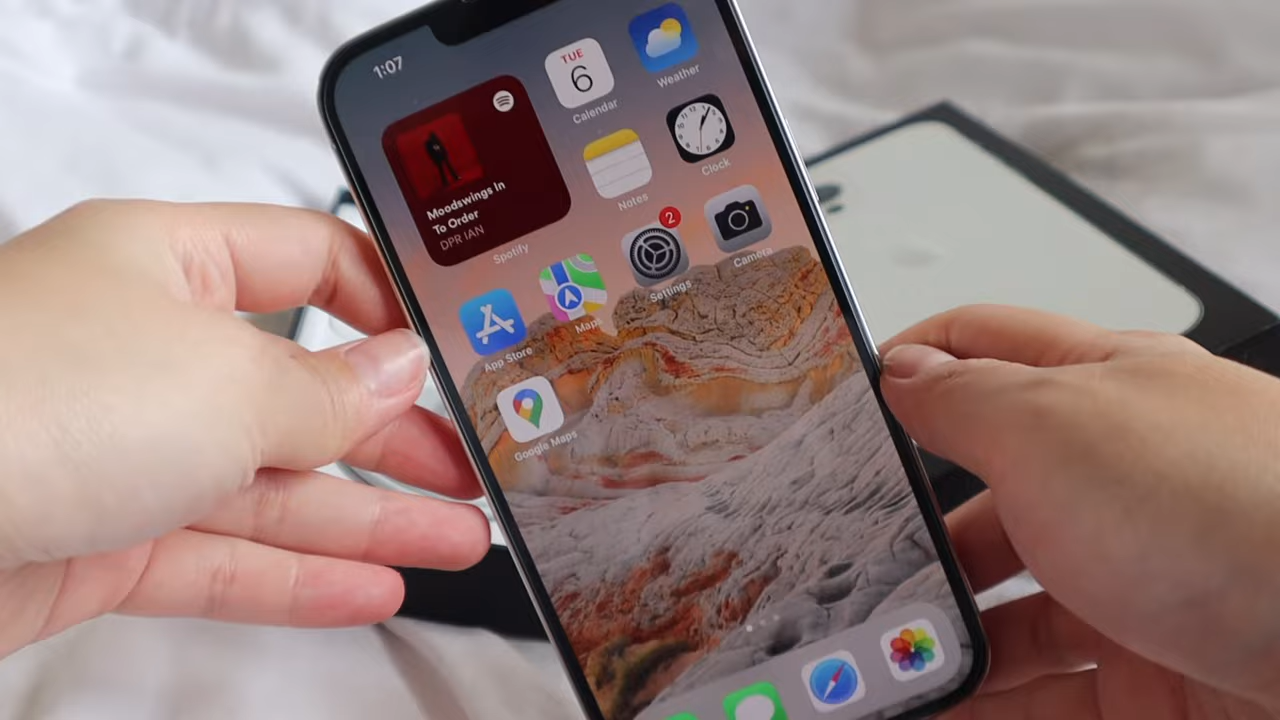 1:07
TUE
6
Calendar
Weather
Moodswings In
To Order
DPR IAN
Spotify
Notes
Clock
App Store
Maps
2
Settings
Camera
Google Maps